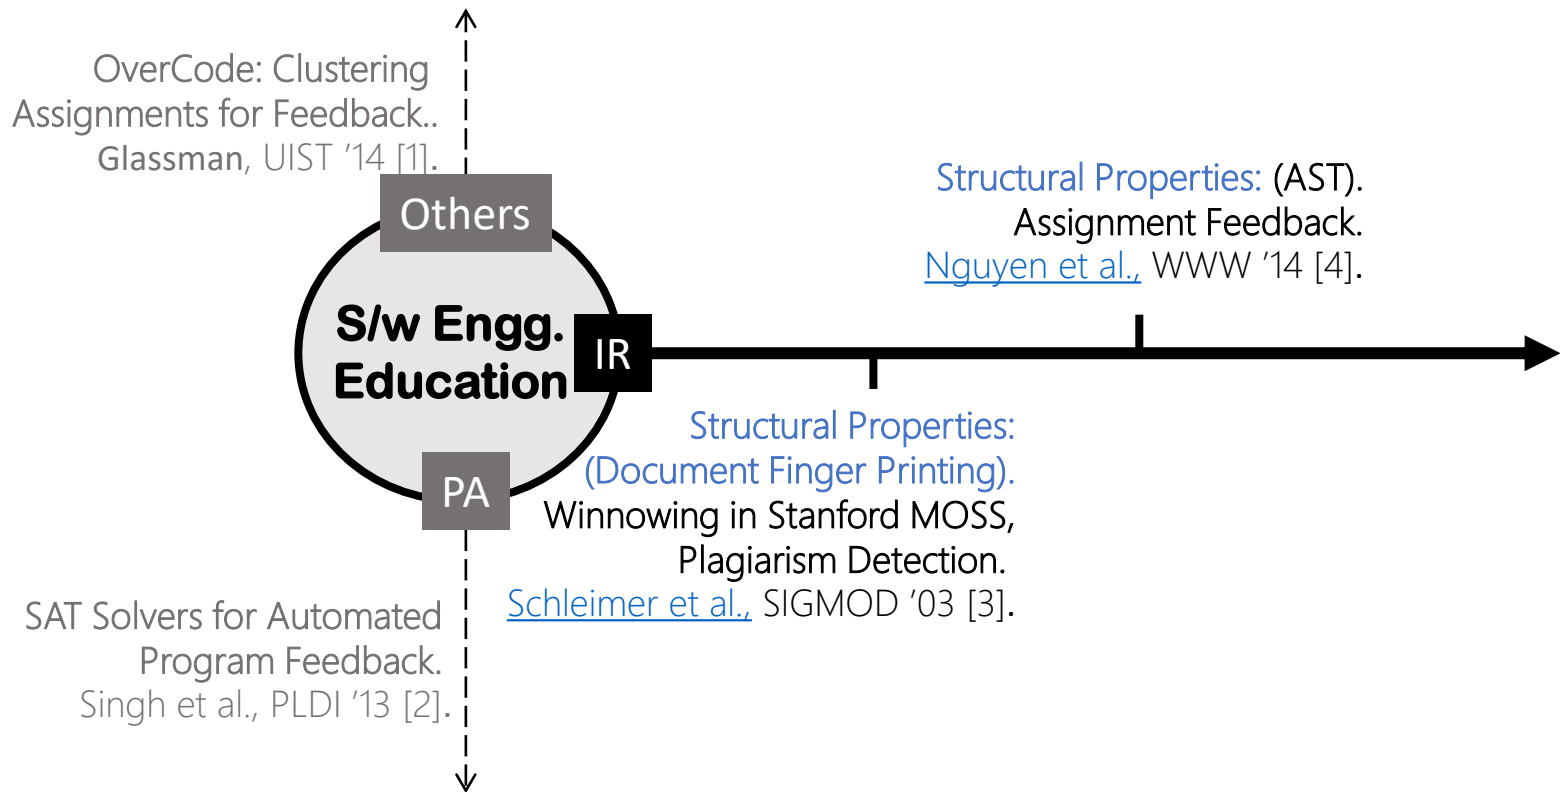 OverCode: Clustering
Assignments for Feedback..
Glassman, UIST ’14 [1].
Others
S/w Engg.
Education
IR
PA
Structural Properties: (AST).
Assignment Feedback.
Nguyen et al., WWW ’14 [4].
Structural Properties:
(Document Finger Printing).
Winnowing in Stanford MOSS,
Plagiarism Detection.
Schleimer et al., SIGMOD ’03 [3].
SAT Solvers for Automated
Program Feedback.
Singh et al., PLDI ’13 [2].